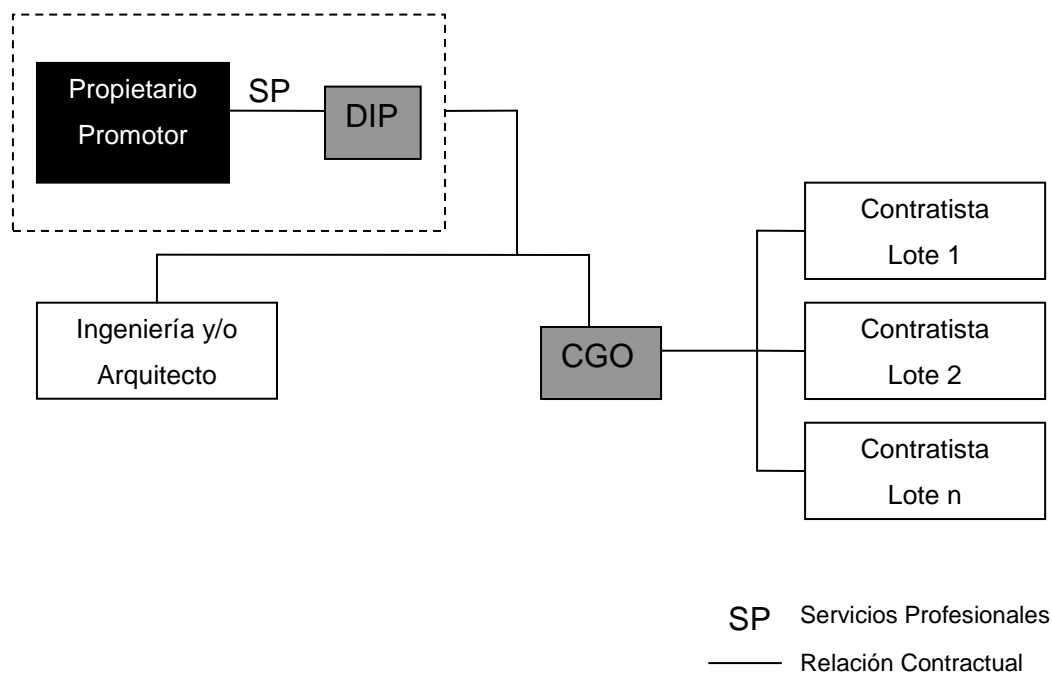 Propietario
Promotor
SP
DIP
Ingeniería y/o
Arquitecto
CGO
Contratista
Lote 1
Contratista
Lote 2
Contratista
Lote n
SP Servicios Profesionales
Relación Contractual